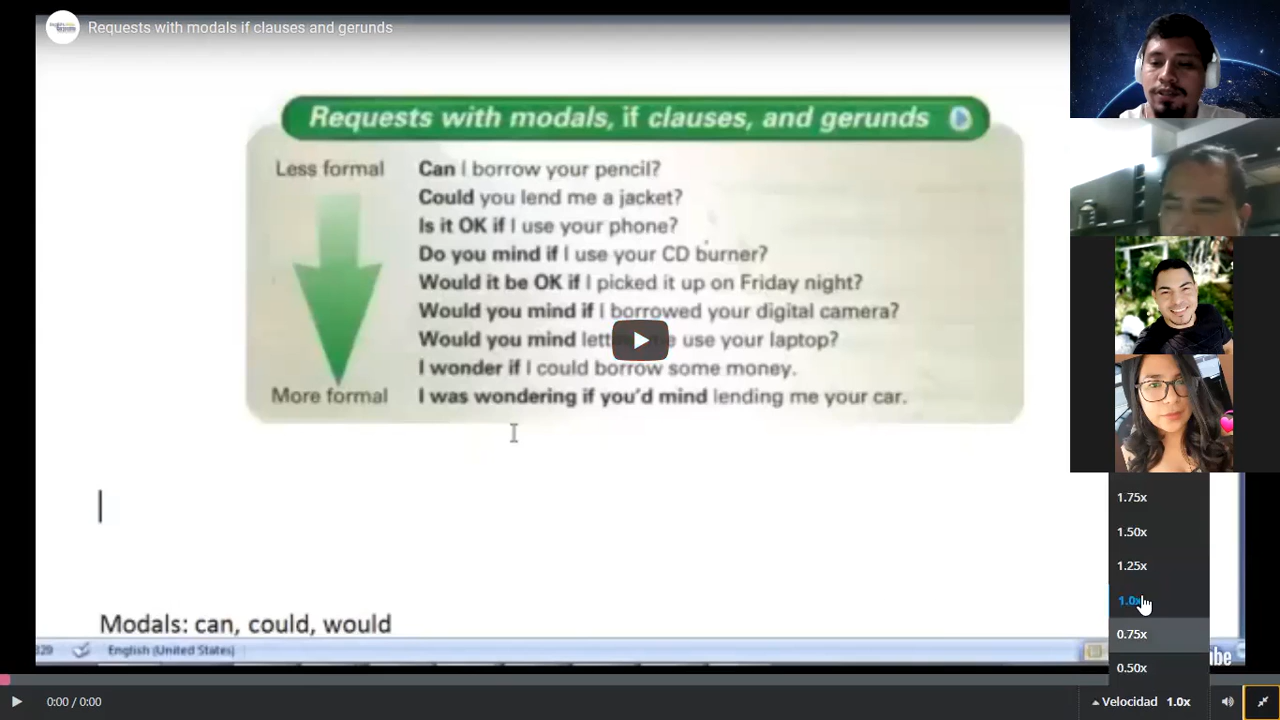 Requests with modals if clauses and gerunds
Requests with modals, if clauses, and gerunds
Less formal
Can I borrow your pencil?
Could you lend me a jacket?
Is it OK if I use your phone?
Do you mind if I use your CD burner?
Would it be OK if I picked it up on Friday night?
Would you mind if I borrowed your digital camera?
Would you mind letting me use your laptop?
I wonder if I could borrow some money.
More formal
I was wondering if you'd mind lending me your car.
1.75x
1.50x
1.25x
1.0x
0.75x
0.50x
Modals: can, could, would
English (United States)
0:00 / 0:00
Velocidad 1.0x